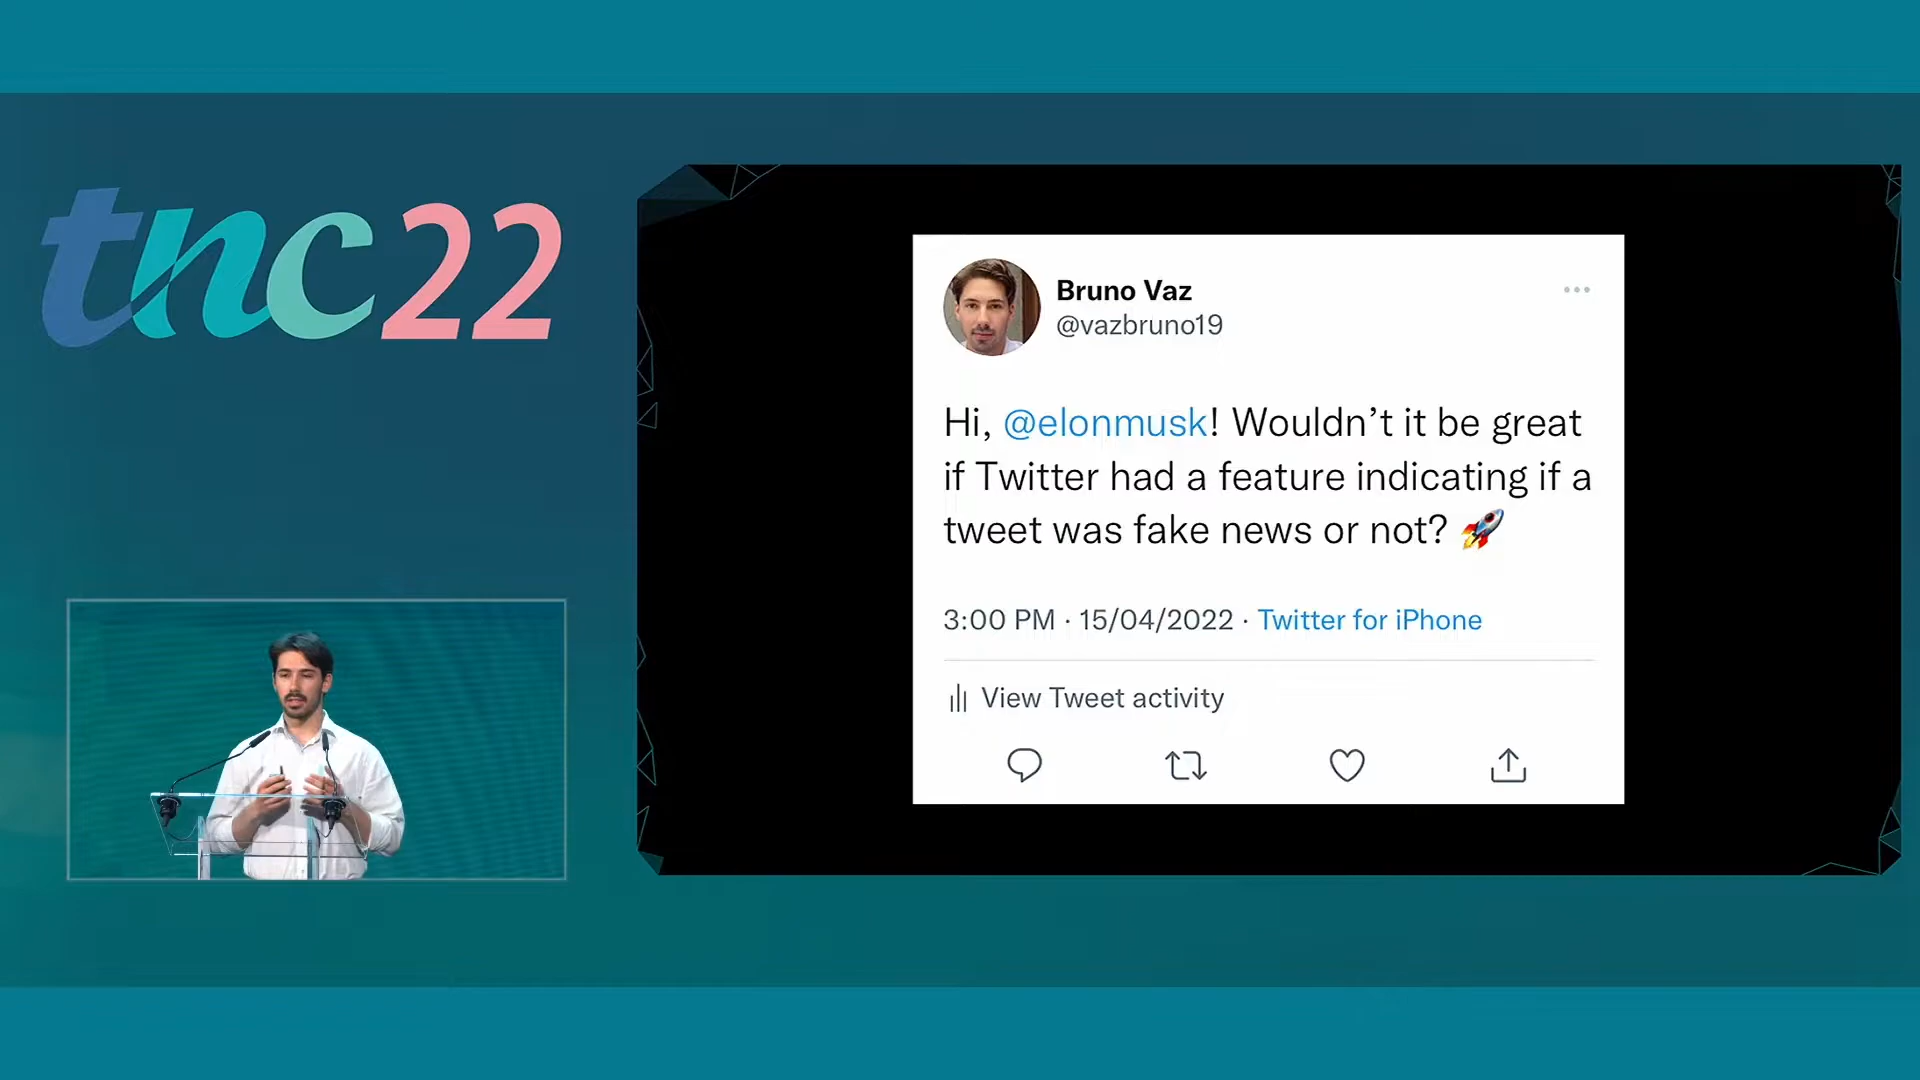 tnc22
Bruno Vaz
@vazbruno19
Hi, @elonmusk! Wouldn’t it be great
if Twitter had a feature indicating if a
tweet was fake news or not? 🚀
3:00 PM · 15/04/2022 · Twitter for iPhone
View Tweet activity